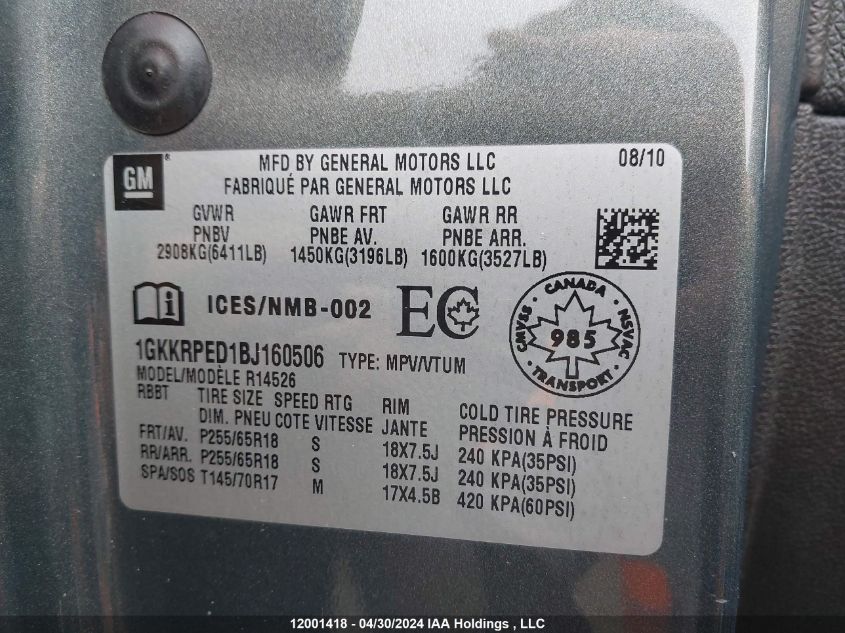 GM
MFD BY GENERAL MOTORS LLC 08/10
FABRIQUÉ PAR GENERAL MOTORS LLC
GVWR GAWR FRT GAWR RR
PNBV PNBE AV. PNBE ARR.
2908KG(6411LB) 1450KG(3196LB) 1600KG(3527LB)
i ICES/NMB-002 EC
CANADA
CMVSS 985 NSVAC
TRANSPORT
1GKKRPED1BJ160506 TYPE: MPV/VTUM
MODEL/MODÈLE R14526
RBBT TIRE SIZE SPEED RTG RIM COLD TIRE PRESSURE
DIM. PNEU COTE VITESSE JANTE PRESSION À FROID
FRT/AV. P255/65R18 S 18X7.5J 240 KPA(35PSI)
RR/ARR. P255/65R18 S 18X7.5J 240 KPA(35PSI)
SPA/SOS T145/70R17 M 17X4.5B 420 KPA(60PSI)
12001418 - 04/30/2024 IAA Holdings , LLC